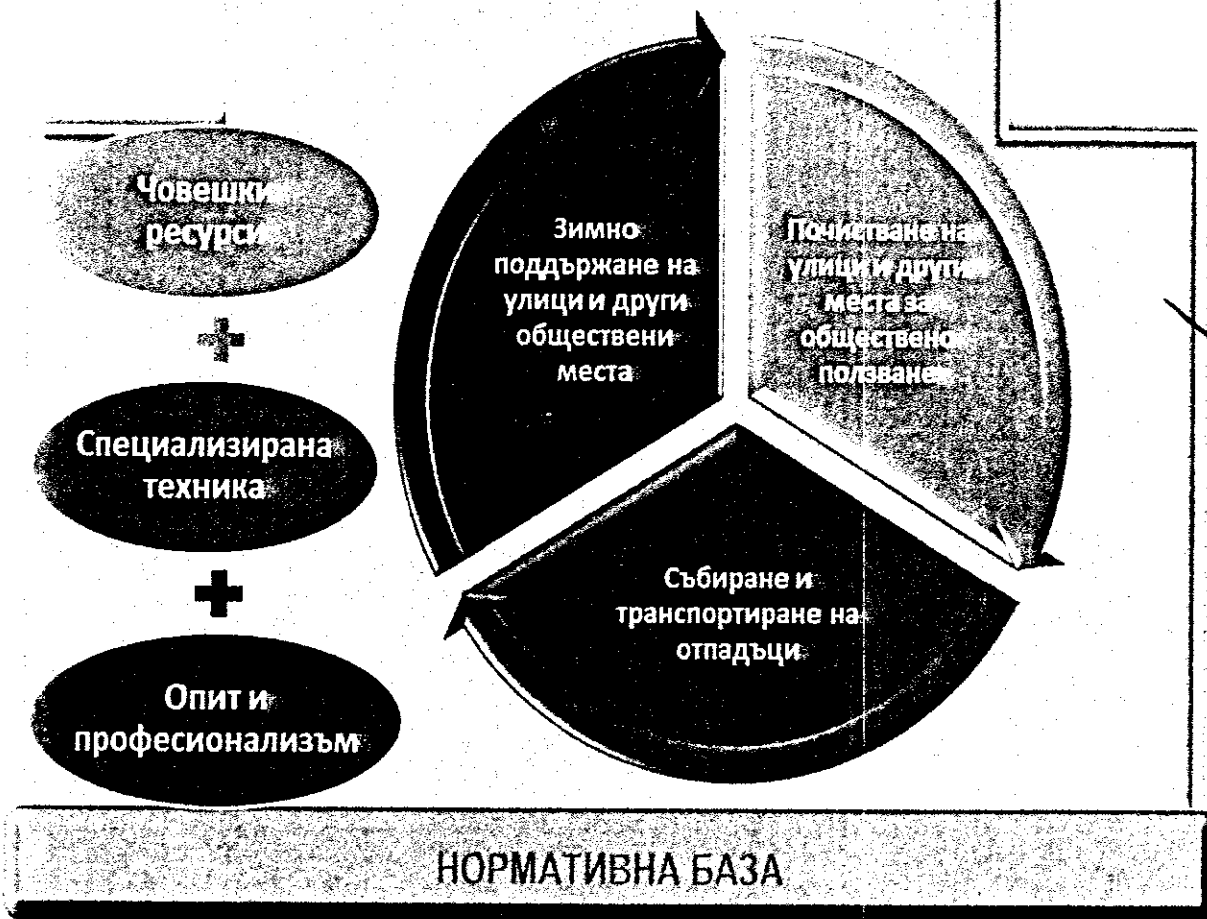 Човешки
ресурси
Специализирана
техника
Опит и
професионализъм
Зимно
поддържане на
улици и други
обществени
места
Почистване на
улици и други
места за
обществено
ползване
Събиране и
транспортиране на
отпадъци
НОРМАТИВНА БАЗА